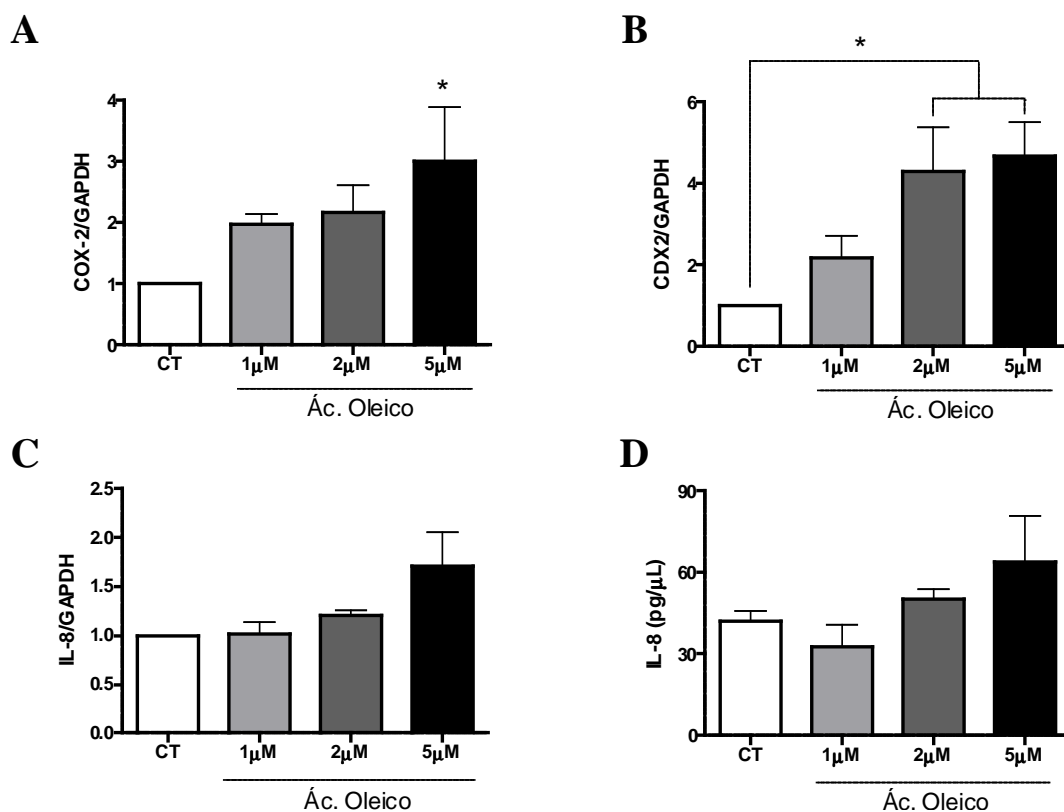 A
*
COX-2/GAPDH
4
3
2
1
0
CT
1μM
2μM
5μM
Ác. Oleico
B
*
CDX2/GAPDH
6
4
2
0
CT
1μM
2μM
5μM
Ác. Oleico
C
IL-8/GAPDH
2.5
2.0
1.5
1.0
0.5
0.0
CT
1μM
2μM
5μM
Ác. Oleico
D
IL-8 (pg/μL)
90
60
30
0
CT
1μM
2μM
5μM
Ác. Oleico